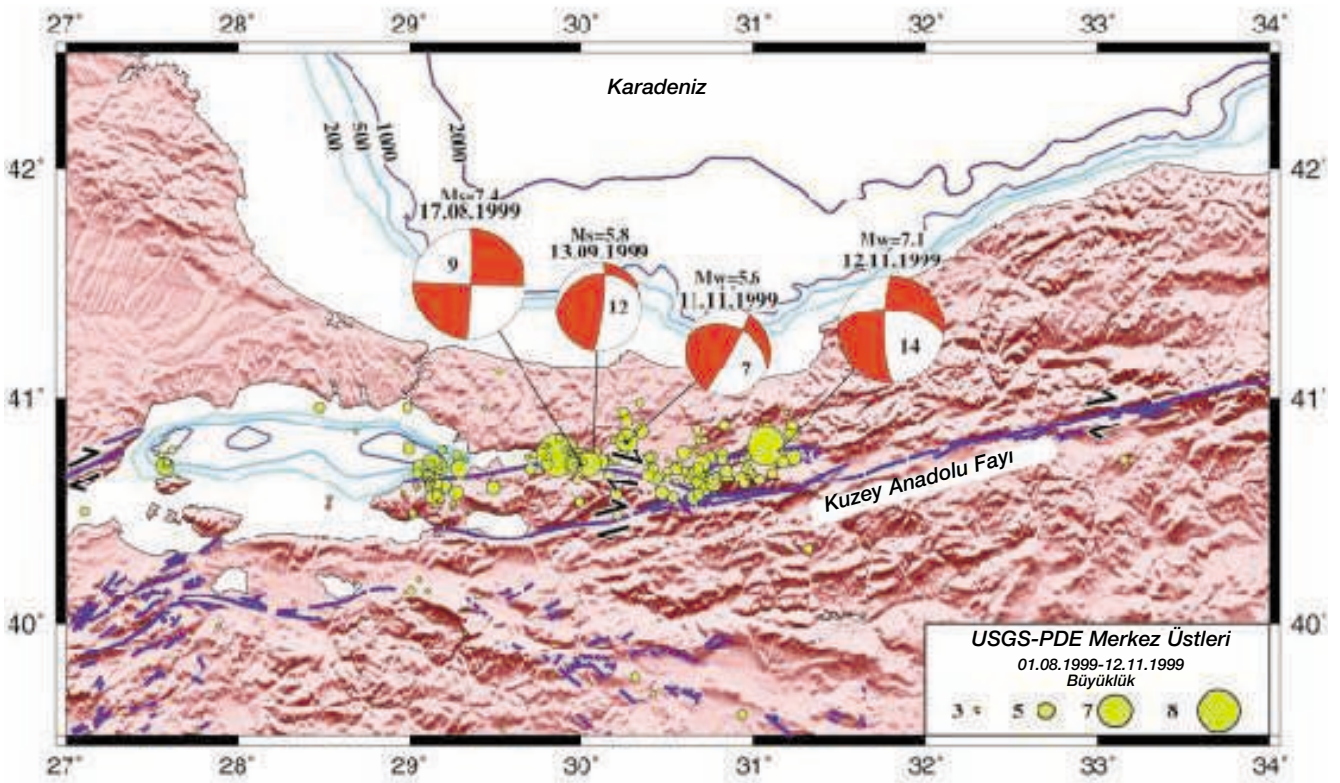 27° 28° 29° 30° 31° 32° 33° 34°
Karadeniz
200
500
1000
2000
42° 42°
Ms=7.4
17.08.1999
9
Ms=5.8
13.09.1999
12
Mw=5.6
11.11.1999
7
Mw=7.1
12.11.1999
14
41° 41°
Kuzey Anadolu Fayı
40° 40°
USGS-PDE Merkez Üstleri
01.08.1999-12.11.1999
Büyüklük
3 5 7 8
27° 28° 29° 30° 31° 32° 33° 34°